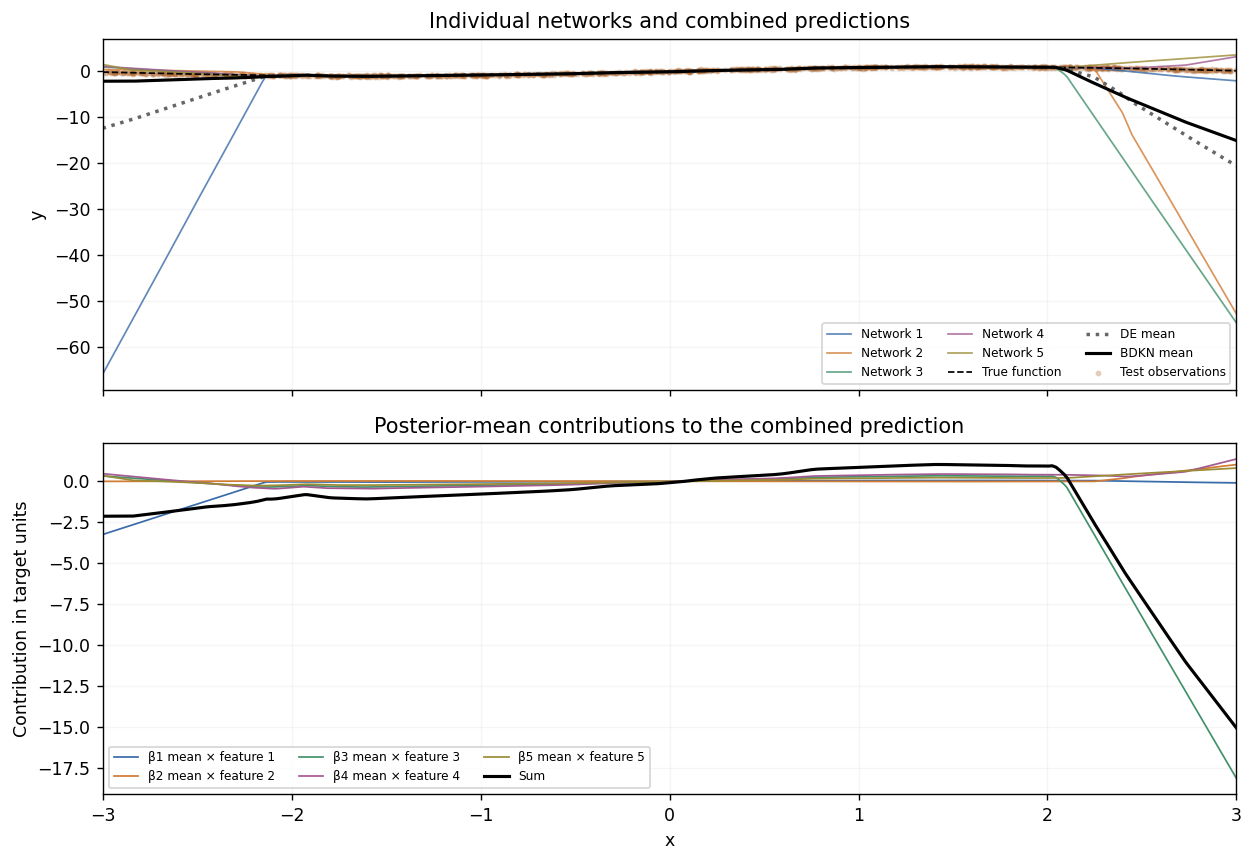 Individual networks and combined predictions
0
−10
−20
−30
−40
−50
−60
y
Network 1 Network 4 DE mean
Network 2 Network 5 BDKN mean
Network 3 True function Test observations
Posterior-mean contributions to the combined prediction
0.0
−2.5
−5.0
−7.5
−10.0
−12.5
−15.0
−17.5
Contribution in target units
β1 mean × feature 1 β3 mean × feature 3 β5 mean × feature 5
β2 mean × feature 2 β4 mean × feature 4 Sum
−3 −2 −1 0 1 2 3
x